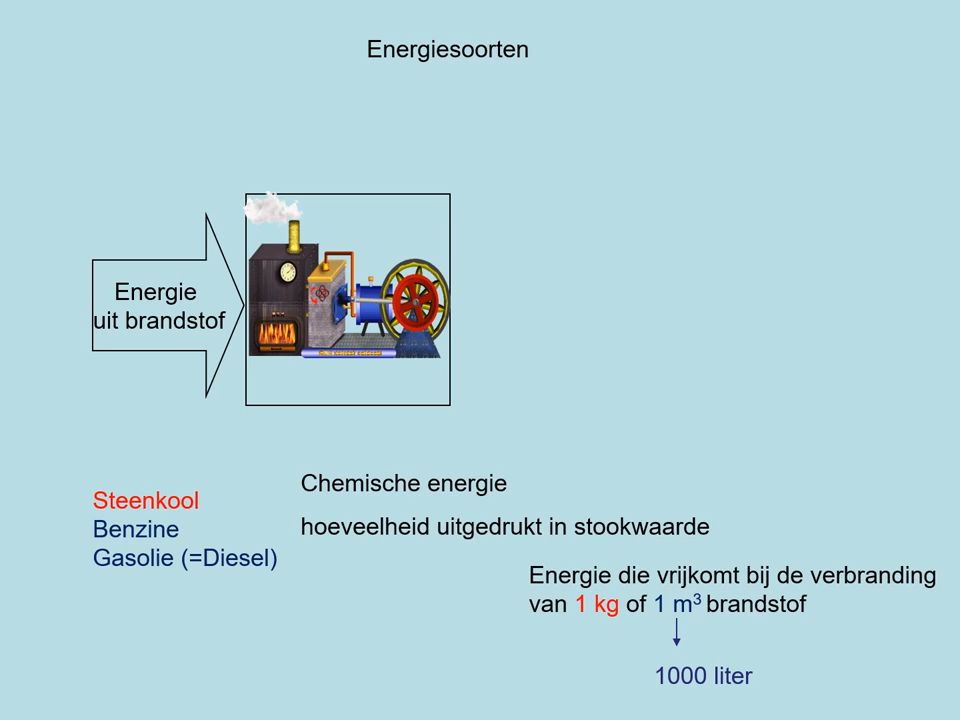 Energiesoorten
Energie
uit brandstof
Chemische energie
Steenkool
Benzine
Gasolie (=Diesel)
hoeveelheid uitgedrukt in stookwaarde
Energie die vrijkomt bij de verbranding
van 1 kg of 1 m³ brandstof
1000 liter